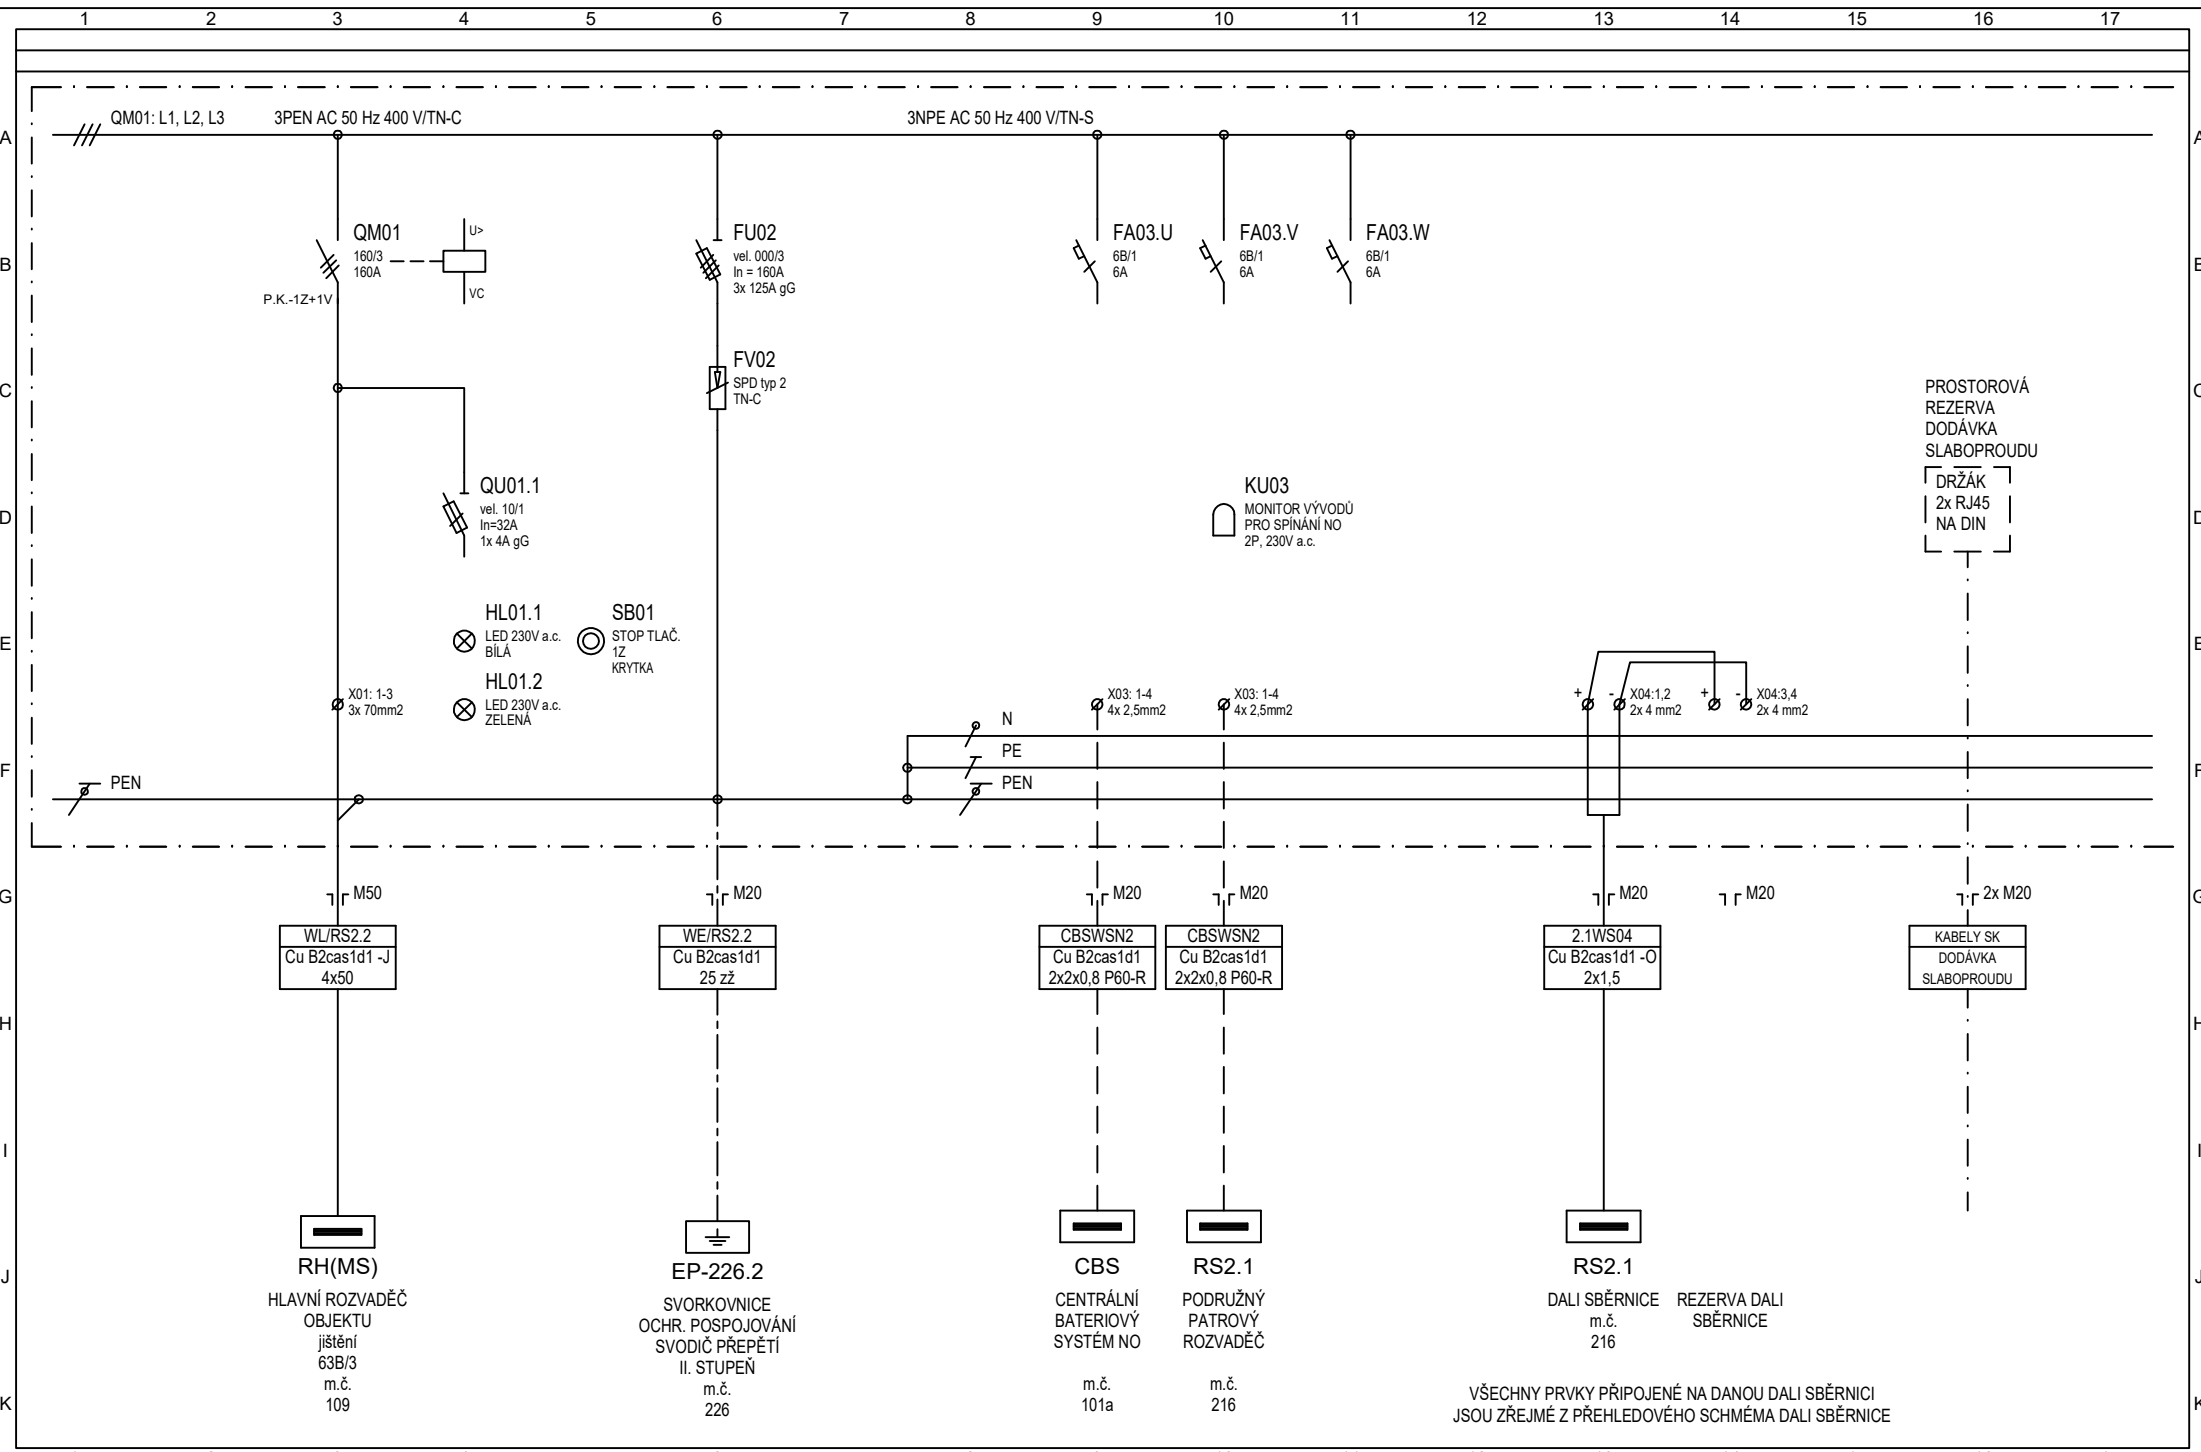 1 2 3 4 5 6 7 8 9 10 11 12 13 14 15 16 17
A
QM01: L1, L2, L3
3PEN AC 50 Hz 400 V/TN-C
3NPE AC 50 Hz 400 V/TN-S
A
B
QM01
160/3
160A
P.K.-1Z+1V
U>
VC
FU02
vel. 000/3
In = 160A
3x 125A gG
FA03.U
6B/1
6A
FA03.V
6B/1
6A
FA03.W
6B/1
6A
B
C
FV02
SPD typ 2
TN-C
PROSTOROVÁ
REZERVA
DODÁVKA
SLABOPROUDU
C
D
QU01.1
vel. 10/1
In=32A
1x 4A gG
KU03
MONITOR VÝVODŮ
PRO SPÍNÁNÍ NO
2P, 230V a.c.
DRŽÁK
2x RJ45
NA DIN
D
E
HL01.1
LED 230V a.c.
BÍLÁ
SB01
STOP TLAČ.
1Z
KRYTKA
HL01.2
LED 230V a.c.
ZELENÁ
E
X01: 1-3
3x 70mm2
X03: 1-4
4x 2,5mm2
X03: 1-4
4x 2,5mm2
+ - X04:1,2
2x 4 mm2
+ - X04:3,4
2x 4 mm2
N
PE
F
PEN
PEN
F
G
M50
M20
M20
M20
M20
M20
2x M20
G
WL/RS2.2
Cu B2cas1d1 -J
4x50
WE/RS2.2
Cu B2cas1d1
25 zž
CBSWSN2
Cu B2cas1d1
2x2x0,8 P60-R
CBSWSN2
Cu B2cas1d1
2x2x0,8 P60-R
2.1WS04
Cu B2cas1d1 -O
2x1,5
KABELY SK
DODÁVKA
SLABOPROUDU
H
H
I
I
J
RH(MS)
HLAVNÍ ROZVADĚČ
OBJEKTU
jištění
63B/3
m.č.
109
EP-226.2
SVORKOVNICE
OCHR. POSPOJOVÁNÍ
SVODIČ PŘEPĚTÍ
II. STUPEŇ
m.č.
226
CBS
CENTRÁLNÍ
BATERIOVÝ
SYSTÉM NO
m.č.
101a
RS2.1
PODRUŽNÝ
PATROVÝ
ROZVADĚČ
m.č.
216
RS2.1
DALI SBĚRNICE
m.č.
216
REZERVA DALI
SBĚRNICE
J
K
VŠECHNY PRVKY PŘIPOJENÉ NA DANOU DALI SBĚRNICI
JSOU ZŘEJMÉ Z PŘEHLEDOVÉHO SCHMÉMA DALI SBĚRNICE
K